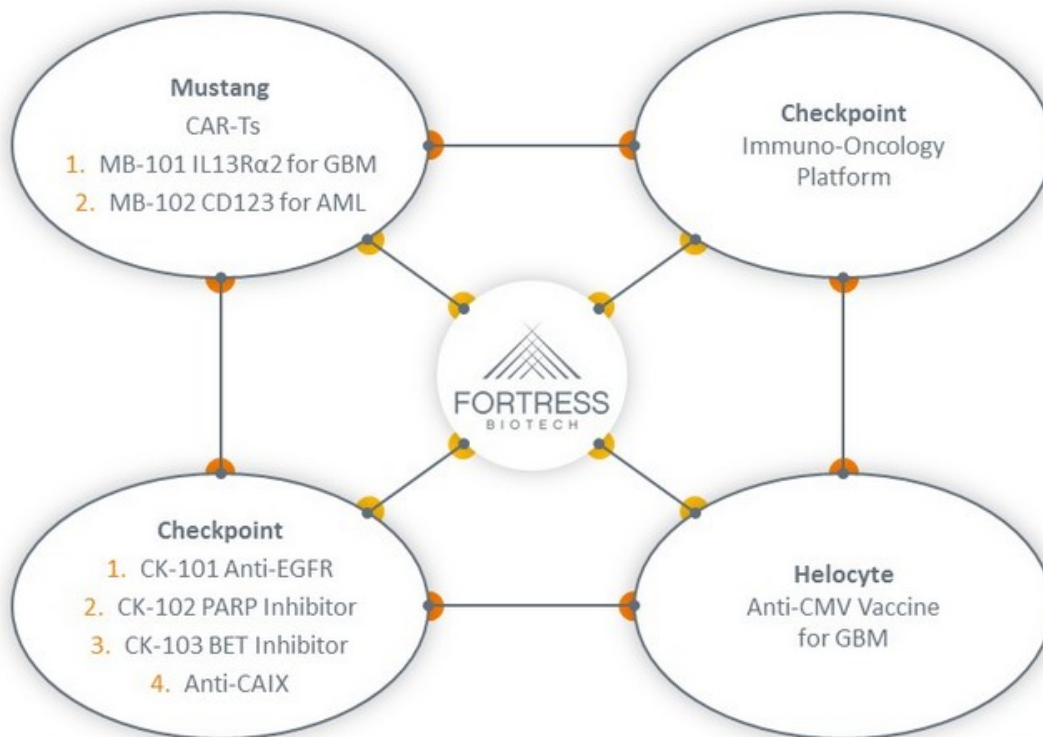 Mustang
CAR-Ts
1. MB-101 IL13Rα2 for GBM
2. MB-102 CD123 for AML
Checkpoint
Immuno-Oncology
Platform
FORTRESS
BIOTECH
Checkpoint
1. CK-101 Anti-EGFR
2. CK-102 PARP Inhibitor
3. CK-103 BET Inhibitor
4. Anti-CAIX
Helocyte
Anti-CMV Vaccine
for GBM